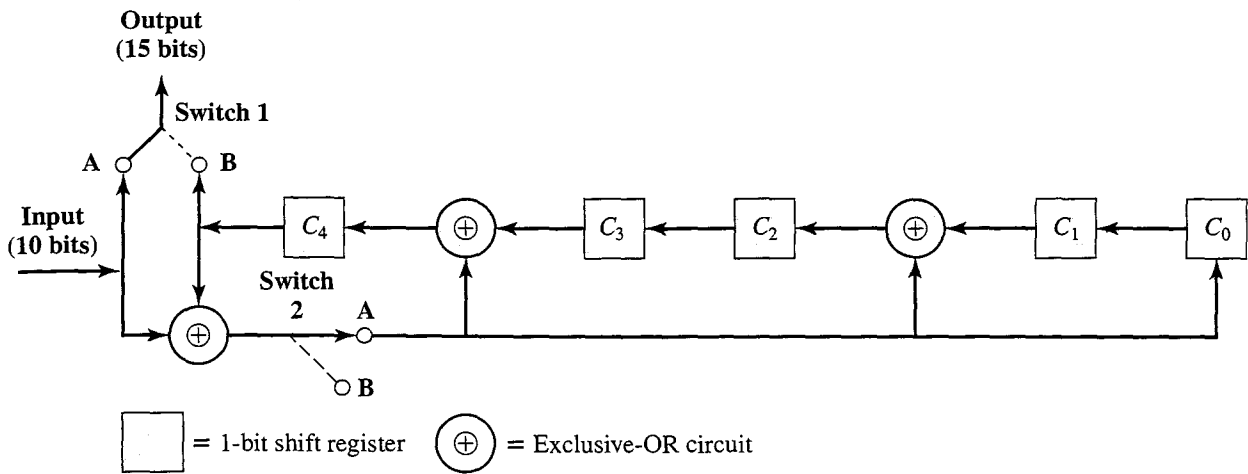 Output
(15 bits)
Switch 1
A
B
Input
(10 bits)
C4
⊕
C3
C2
⊕
C1
C0
Switch
2
A
⊕
B
= 1-bit shift register
⊕ = Exclusive-OR circuit